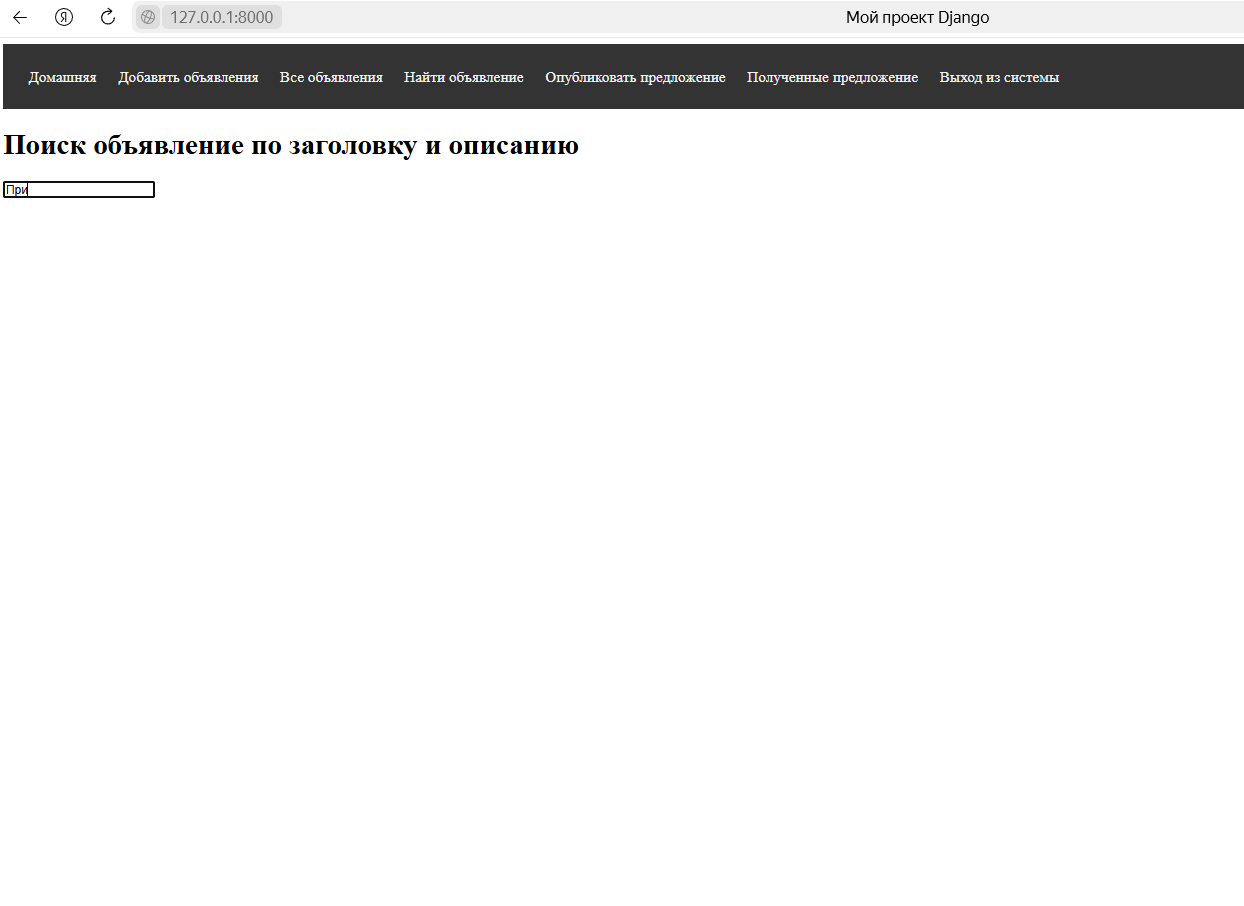 Я 127.0.0.1:8000 Мой проект Django
Домашняя Добавить объявления Все объявления Найти объявление Опубликовать предложение Полученные предложение Выход из системы
Поиск объявление по заголовку и описанию
При